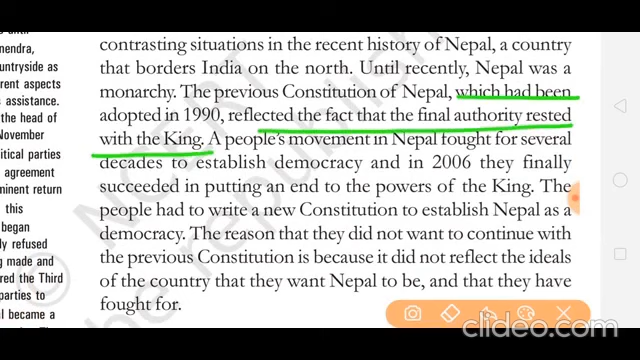 nendra,
untryside as
rent aspects
s assistance.
the head of
November
itical parties
agreement
minent return
this
began
ly refused
g made and
red the Third
parties to
al became a
contrasting situations in the recent history of Nepal, a country
that borders India on the north. Until recently, Nepal was a
monarchy. The previous Constitution of Nepal, which had been
adopted in 1990, reflected the fact that the final authority rested
with the King. A people's movement in Nepal fought for several
decades to establish democracy and in 2006 they finally
succeeded in putting an end to the powers of the King. The
people had to write a new Constitution to establish Nepal as a
democracy. The reason that they did not want to continue with
the previous Constitution is because it did not reflect the ideals
of the country that they want Nepal to be, and that they have
fought for.
© NCERT
be republished
clideo.com